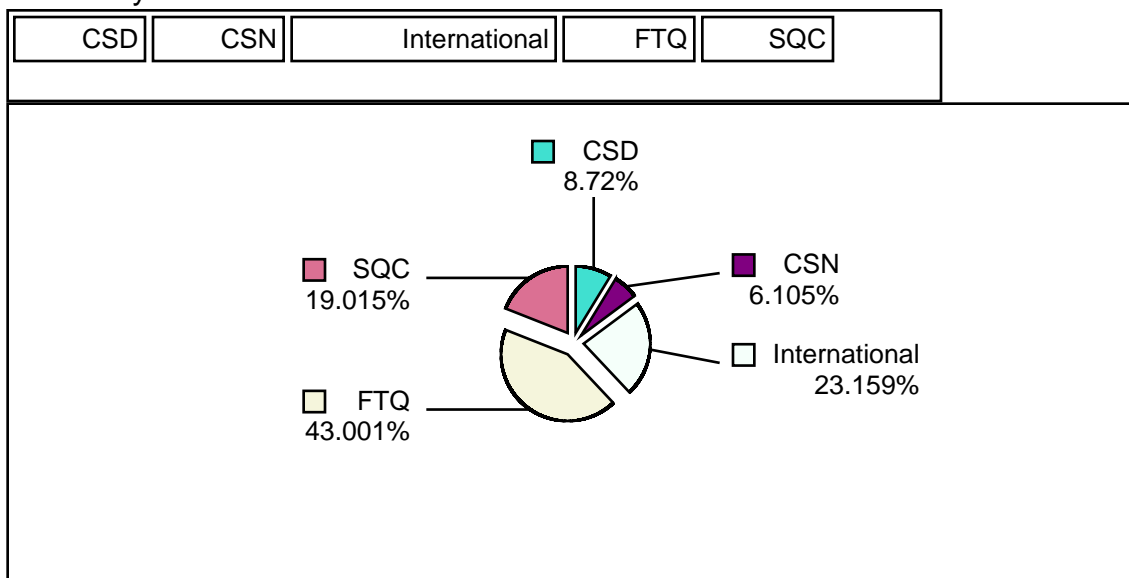 CSD CSN International FTQ SQC
CSD
8.72%
SQC
19.015%
CSN
6.105%
International
23.159%
FTQ
43.001%